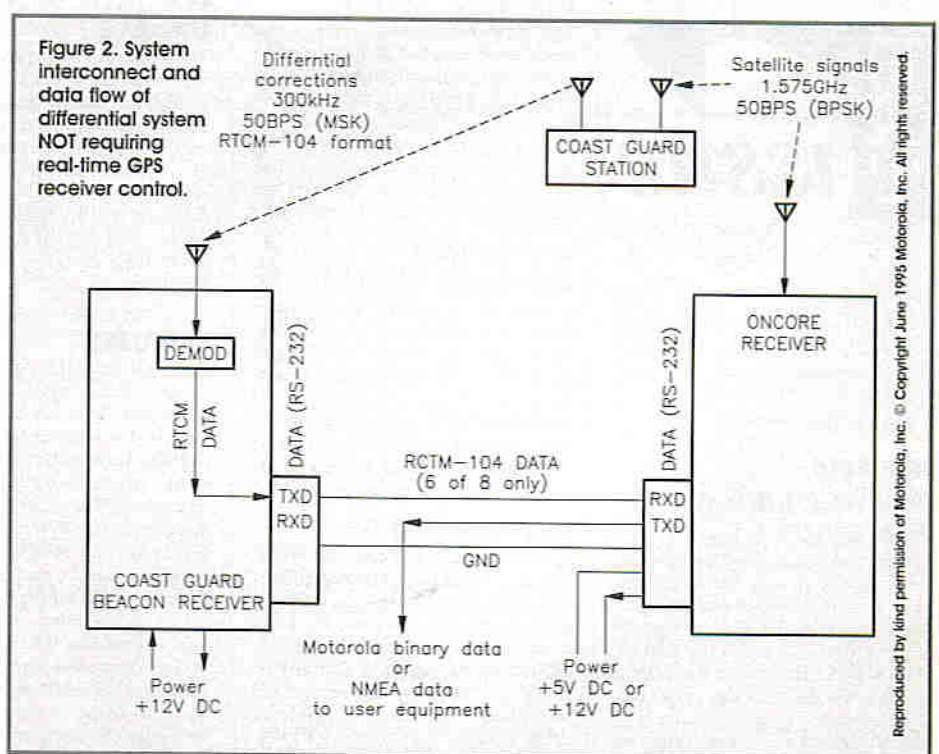 Figure 2. System
interconnect and
data flow of
differential system
NOT requiring
real-time GPS
receiver control.
Differntial
corrections
300kHz
50BPS (MSK)
RTCM-104 format
Satellite signals
1.575GHz
50BPS (BPSK)
COAST GUARD
STATION
DEMOD
RTCM
DATA
DATA (RS-232)
TXD
RXD
COAST GUARD
BEACON RECEIVER
Power
+12V DC
RCTM-104 DATA
(6 of 8 only)
GND
Motorola binary data
or
NMEA data
to user equipment
ONCORE
RECEIVER
DATA (RS-232)
RXD
TXD
Power
+5V DC or
+12V DC
Reproduced by kind permission of Motorola, Inc. © Copyright June 1995 Motorola, Inc. All rights reserved.